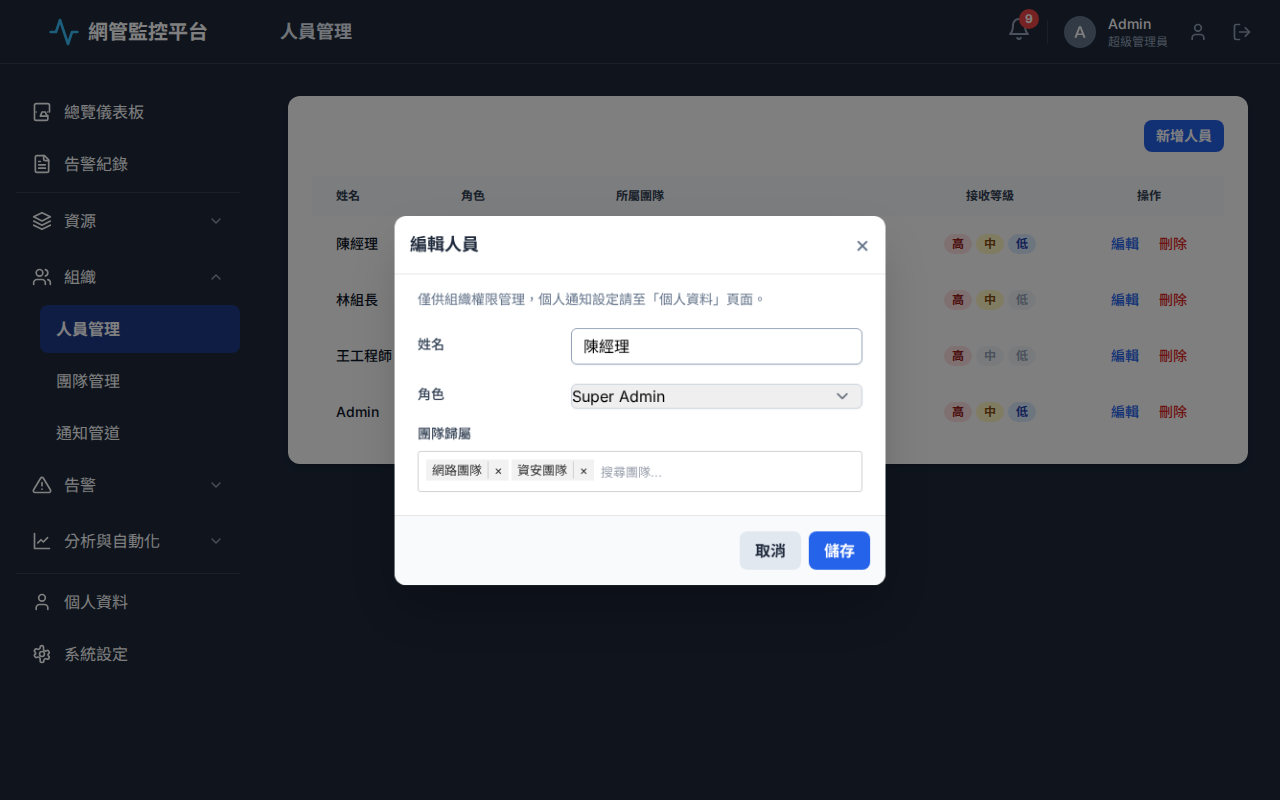 網管監控平台
人員管理
9
A
Admin
超級管理員
總覽儀表板
告警紀錄
資源
組織
人員管理
團隊管理
通知管道
告警
分析與自動化
個人資料
系統設定
新增人員
姓名 角色 所屬團隊 接收等級 操作
陳經理 高 中 低 編輯 刪除
林組長 高 中 低 編輯 刪除
王工程師 高 中 低 編輯 刪除
Admin 高 中 低 編輯 刪除
編輯人員
×
僅供組織權限管理，個人通知設定請至「個人資料」頁面。
姓名 陳經理
角色 Super Admin
團隊歸屬
網路團隊 × 資安團隊 × 搜尋團隊...
取消 儲存